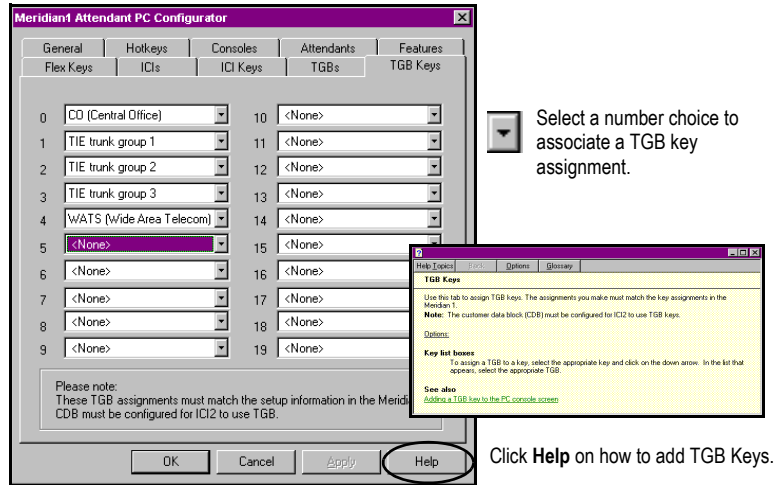 Meridian1 Attendant PC Configurator
General Hotkeys Consoles Attendants Features
Flex Keys ICIs ICI Keys TGBs TGB Keys
0 CO (Central Office) 10 <None>
1 TIE trunk group 1 11 <None>
2 TIE trunk group 2 12 <None>
3 TIE trunk group 3 13 <None>
4 WATS (Wide Area Telecom) 14 <None>
5 <None> 15 <None>
6 <None> 16 <None>
7 <None> 17 <None>
8 <None> 18 <None>
9 <None> 19 <None>
Please note:
These TGB assignments must match the setup information in the Meridi
CDB must be configured for ICI2 to use TGB.
OK Cancel Apply Help
Select a number choice to
associate a TGB key
assignment.
?
Help Topics Back Options Glossary
TGB Keys
Use this tab to assign TGB keys. The assignments you make must match the key assignments in the
Meridian 1.
Note: The customer data block (CDB) must be configured for ICI2 to use TGB keys.
Options:
Key list boxes
To assign a TGB to a key, select the appropriate key and click on the down arrow. In the list that
appears, select the appropriate TGB.
See also
Adding a TGB key to the PC console screen
Click Help on how to add TGB Keys.